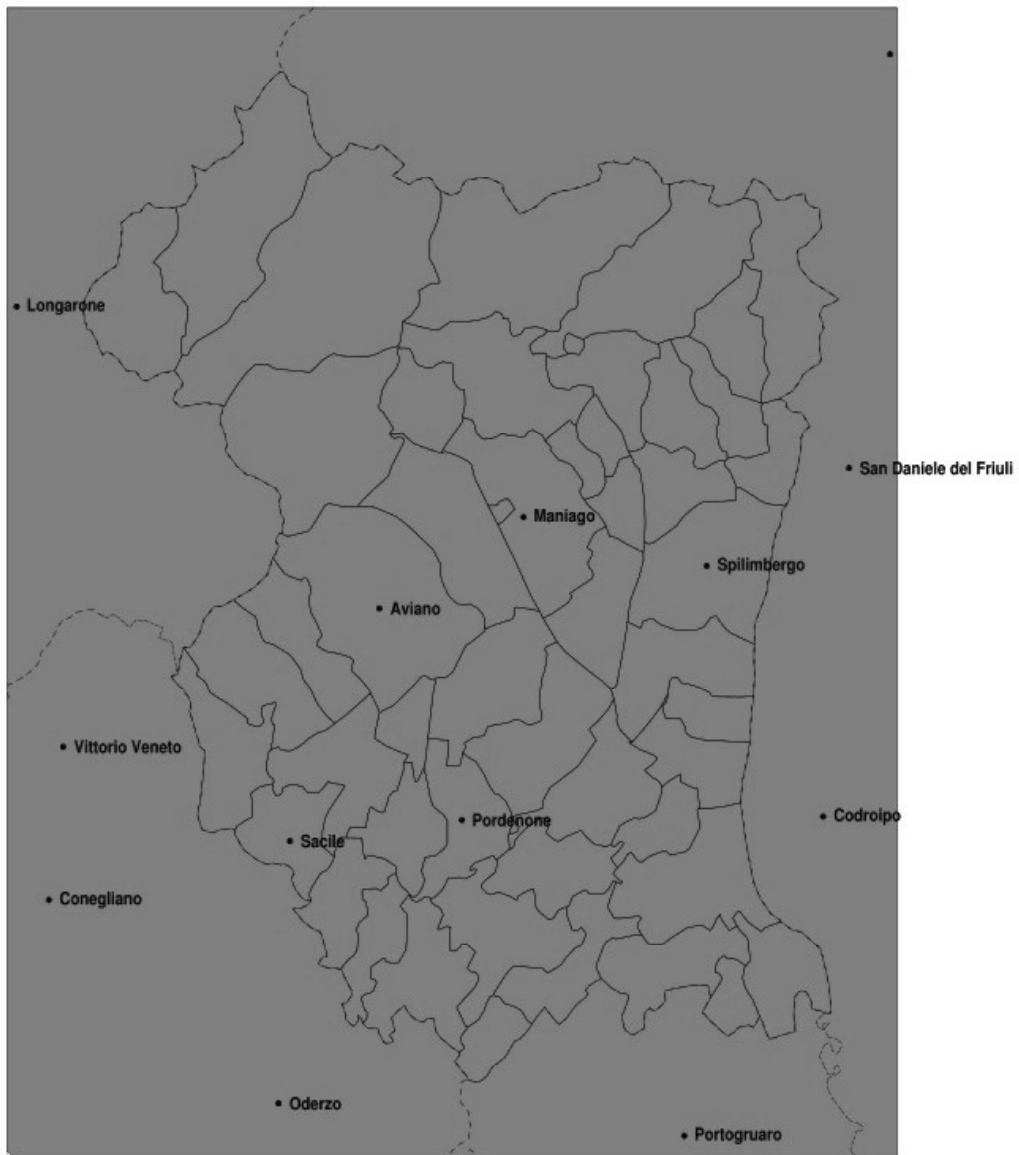 Longarone
San Daniele del Friuli
Maniago
Spilimbergo
Aviano
Vittorio Veneto
Pordenone
Codroipo
Sacile
Conegliano
Oderzo
Portogruaro